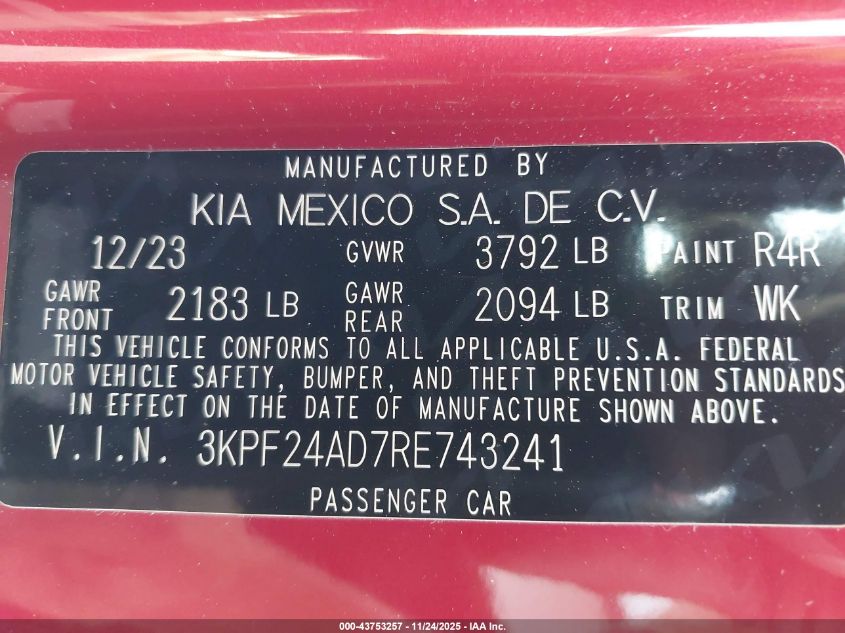 MANUFACTURED BY
KIA MEXICO S.A. DE C.V.
12/23 GVWR 3792 LB PAINT R4R
GAWR FRONT 2183 LB GAWR REAR 2094 LB TRIM WK
THIS VEHICLE CONFORMS TO ALL APPLICABLE U.S.A. FEDERAL
MOTOR VEHICLE SAFETY, BUMPER, AND THEFT PREVENTION STANDARDS
IN EFFECT ON THE DATE OF MANUFACTURE SHOWN ABOVE.
V.I.N. 3KPF24AD7RE743241
PASSENGER CAR
000-43753257 - 11/24/2025 - IAA Inc.